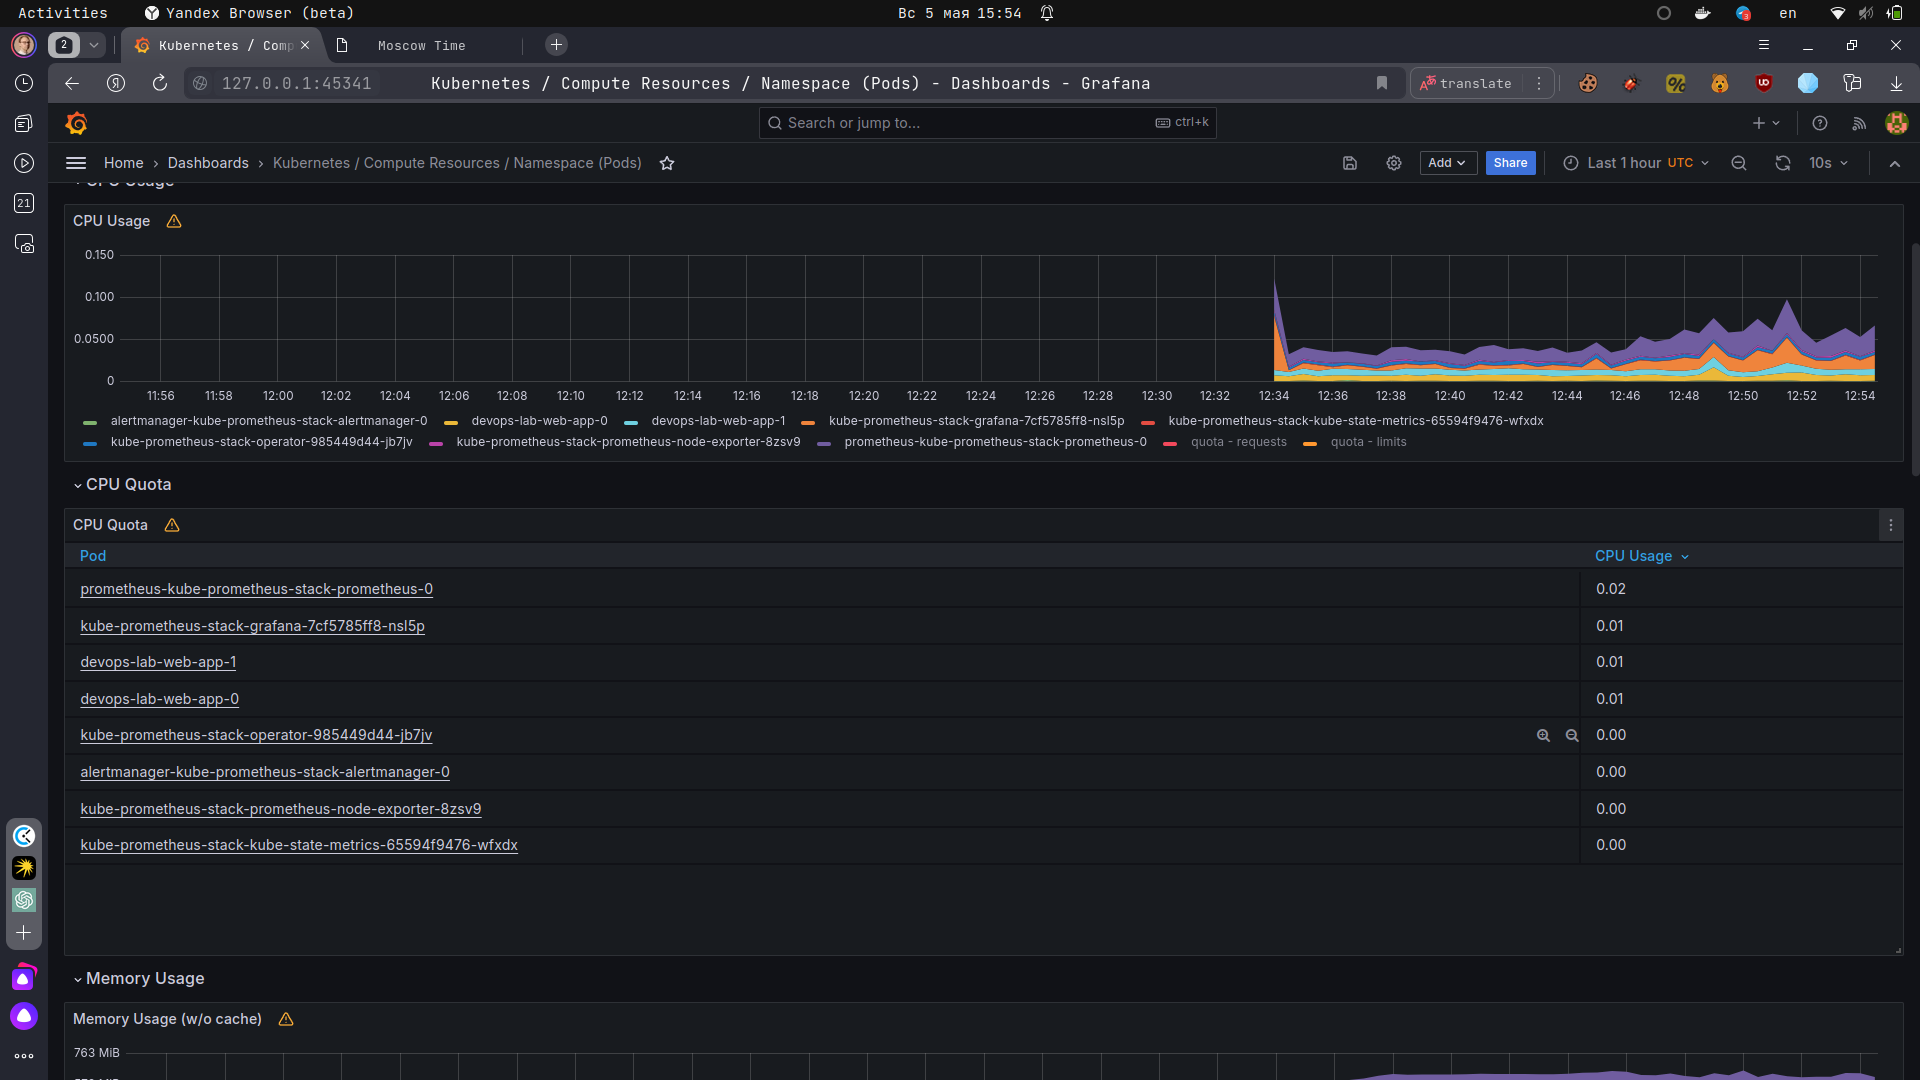 Activities
Yandex Browser (beta)
Вс 5 мая 15:54
en
2
Kubernetes / Comp
Moscow Time
127.0.0.1:45341
Kubernetes / Compute Resources / Namespace (Pods) - Dashboards - Grafana
translate
Search or jump to...
ctrl+k
Home
Dashboards
Kubernetes / Compute Resources / Namespace (Pods)
Add
Share
Last 1 hour UTC
10s
21
CPU Usage
CPU Usage
0.150
0.100
0.0500
0
11:56 11:58 12:00 12:02 12:04 12:06 12:08 12:10 12:12 12:14 12:16 12:18 12:20 12:22 12:24 12:26 12:28 12:30 12:32 12:34 12:36 12:38 12:40 12:42 12:44 12:46 12:48 12:50 12:52 12:54
alertmanager-kube-prometheus-stack-alertmanager-0 devops-lab-web-app-0 devops-lab-web-app-1 kube-prometheus-stack-grafana-7cf5785ff8-nsl5p kube-prometheus-stack-kube-state-metrics-65594f9476-wfxdx
kube-prometheus-stack-operator-985449d44-jb7jv kube-prometheus-stack-prometheus-node-exporter-8zsv9 prometheus-kube-prometheus-stack-prometheus-0 quota - requests quota - limits
CPU Quota
CPU Quota
Pod CPU Usage
prometheus-kube-prometheus-stack-prometheus-0 0.02
kube-prometheus-stack-grafana-7cf5785ff8-nsl5p 0.01
devops-lab-web-app-1 0.01
devops-lab-web-app-0 0.01
kube-prometheus-stack-operator-985449d44-jb7jv 0.00
alertmanager-kube-prometheus-stack-alertmanager-0 0.00
kube-prometheus-stack-prometheus-node-exporter-8zsv9 0.00
kube-prometheus-stack-kube-state-metrics-65594f9476-wfxdx 0.00
Memory Usage
Memory Usage (w/o cache)
763 MiB